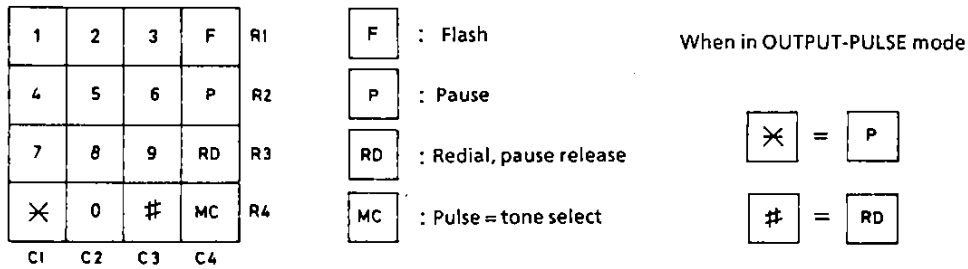 1 2 3 F R1
4 5 6 P R2
7 8 9 RD R3
* 0 # MC R4
C1 C2 C3 C4
F : Flash
P : Pause
RD : Redial, pause release
MC : Pulse = tone select
When in OUTPUT-PULSE mode
* = P
# = RD